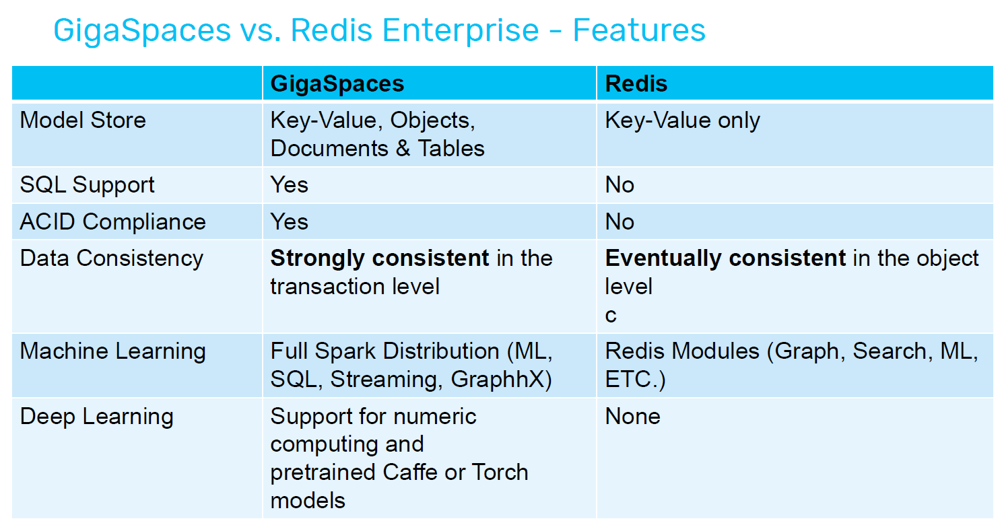 GigaSpaces vs. Redis Enterprise - Features
GigaSpaces
Redis
Model Store
Key-Value, Objects,
Documents & Tables
Key-Value only
SQL Support
Yes
No
ACID Compliance
Yes
No
Data Consistency
Strongly consistent in the
transaction level
Eventually consistent in the object
level
c
Machine Learning
Full Spark Distribution (ML,
SQL, Streaming, GraphhX)
Redis Modules (Graph, Search, ML,
ETC.)
Deep Learning
Support for numeric
computing and
pretrained Caffe or Torch
models
None